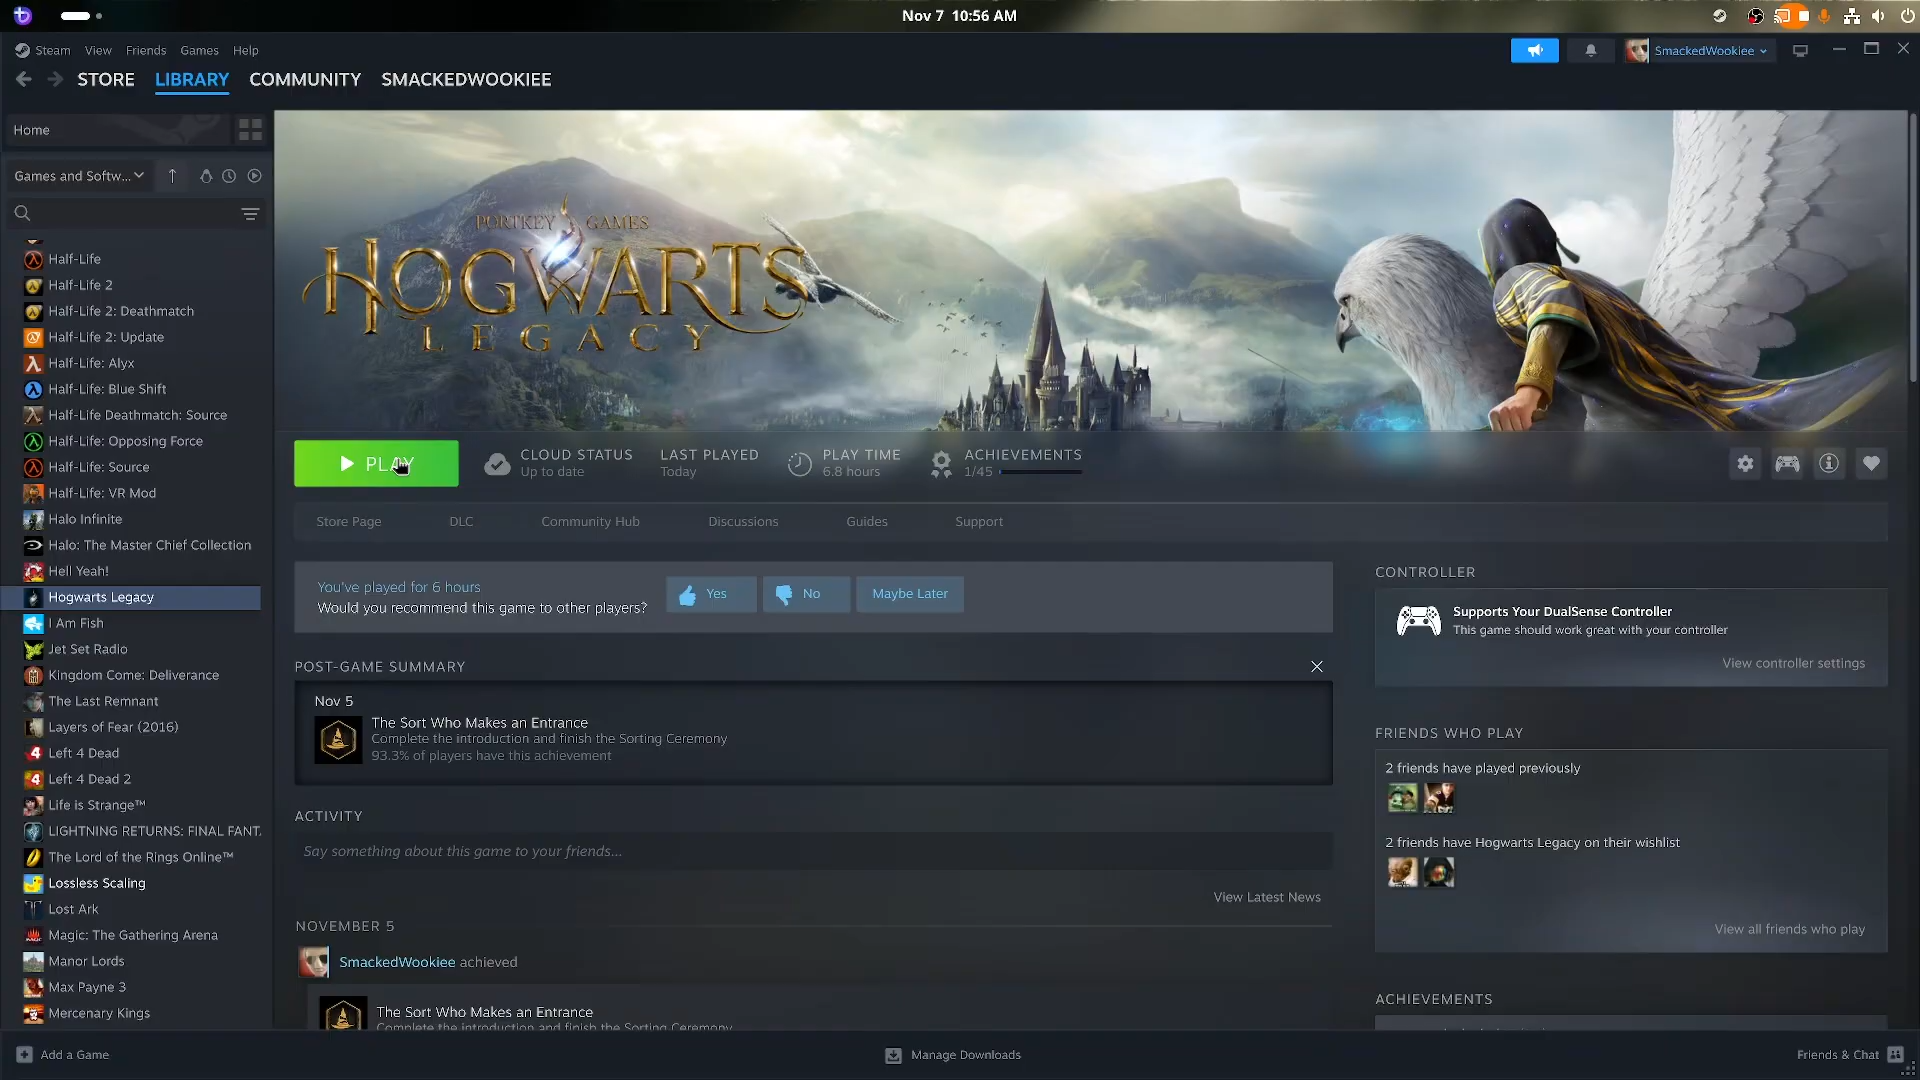 Nov 7 10:56 AM
Steam View Friends Games Help
SmackedWookiee
STORE LIBRARY COMMUNITY SMACKEDWOOKIEE
Home
Games and Softw...
Half-Life
Half-Life 2
Half-Life 2: Deathmatch
Half-Life 2: Update
Half-Life: Alyx
Half-Life: Blue Shift
Half-Life Deathmatch: Source
Half-Life: Opposing Force
Half-Life: Source
Half-Life: VR Mod
Halo Infinite
Halo: The Master Chief Collection
Hell Yeah!
Hogwarts Legacy
I Am Fish
Jet Set Radio
Kingdom Come: Deliverance
The Last Remnant
Layers of Fear (2016)
Left 4 Dead
Left 4 Dead 2
Life is Strange™
LIGHTNING RETURNS: FINAL FANT
The Lord of the Rings Online™
Lossless Scaling
Lost Ark
Magic: The Gathering Arena
Manor Lords
Max Payne 3
Mercenary Kings
PORTKEY GAMES
HOGWARTS
LEGACY
PLAY
CLOUD STATUS
Up to date
LAST PLAYED
Today
PLAY TIME
6.8 hours
ACHIEVEMENTS
1/45
Store Page DLC Community Hub Discussions Guides Support
You've played for 6 hours
Would you recommend this game to other players?
Yes No Maybe Later
POST-GAME SUMMARY
Nov 5
The Sort Who Makes an Entrance
Complete the introduction and finish the Sorting Ceremony
93.3% of players have this achievement
ACTIVITY
Say something about this game to your friends...
View Latest News
NOVEMBER 5
SmackedWookiee achieved
The Sort Who Makes an Entrance
Complete the introduction and finish the Sorting Ceremony
CONTROLLER
Supports Your DualSense Controller
This game should work great with your controller
View controller settings
FRIENDS WHO PLAY
2 friends have played previously
2 friends have Hogwarts Legacy on their wishlist
View all friends who play
ACHIEVEMENTS
Add a Game
Manage Downloads
Friends & Chat